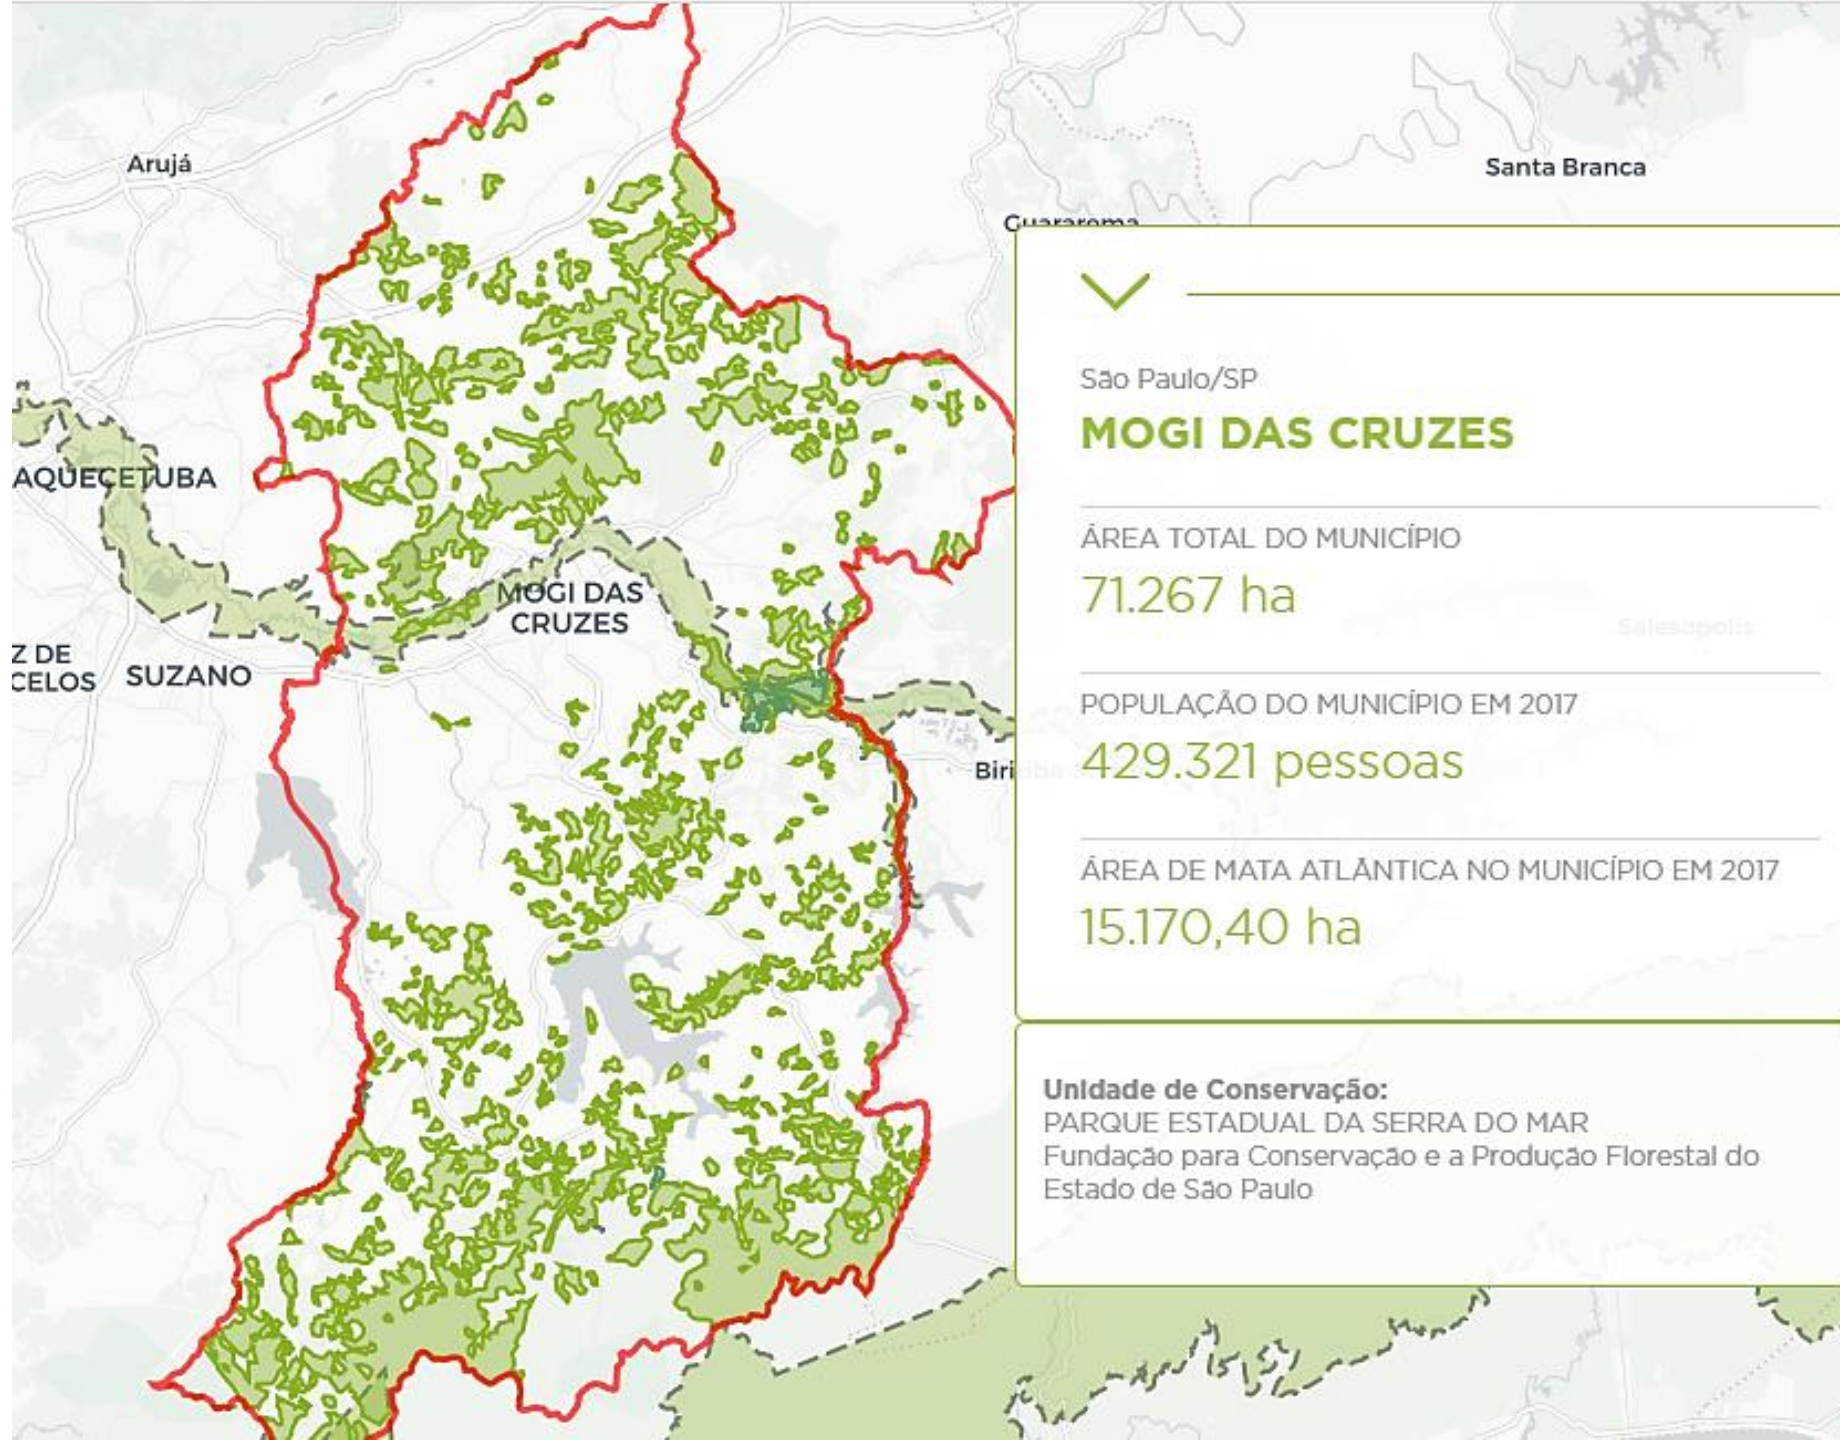 Arujá
Santa Branca
Guararema
AQUECETUBA
MOGI DAS
CRUZES
Z DE
CELOS
SUZANO
Biritiba-
São Paulo/SP
MOGI DAS CRUZES
ÁREA TOTAL DO MUNICÍPIO
71.267 ha
Salesópolis
POPULAÇÃO DO MUNICÍPIO EM 2017
429.321 pessoas
ÁREA DE MATA ATLÂNTICA NO MUNICÍPIO EM 2017
15.170,40 ha
Unidade de Conservação:
PARQUE ESTADUAL DA SERRA DO MAR
Fundação para Conservação e a Produção Florestal do
Estado de São Paulo